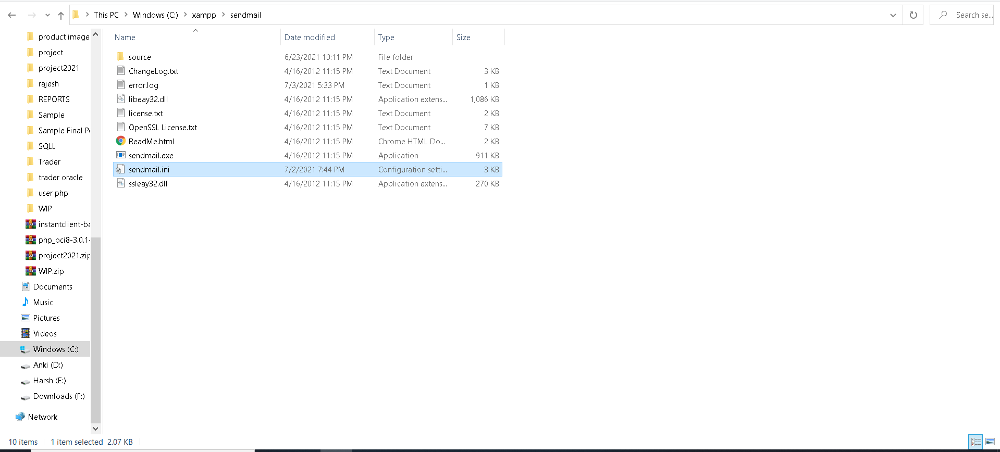 This PC > Windows (C:) > xampp > sendmail
Search se...
product image
project
project2021
rajesh
REPORTS
Sample
Sample Final Po
SQLL
Trader
trader oracle
user php
WIP
instantclient-ba
php_oci8-3.0.1-
project2021.zip
WIP.zip
Documents
Music
Pictures
Videos
Windows (C:)
Anki (D:)
Harsh (E:)
Downloads (F:)
Network
Name Date modified Type Size
source 6/23/2021 10:11 PM File folder
ChangeLog.txt 4/16/2012 11:15 PM Text Document 3 KB
error.log 7/3/2021 5:33 PM Text Document 1 KB
libeay32.dll 4/16/2012 11:15 PM Application extens... 1,086 KB
license.txt 4/16/2012 11:15 PM Text Document 2 KB
OpenSSL License.txt 4/16/2012 11:15 PM Text Document 7 KB
ReadMe.html 4/16/2012 11:15 PM Chrome HTML Do... 2 KB
sendmail.exe 4/16/2012 11:15 PM Application 911 KB
sendmail.ini 7/2/2021 7:44 PM Configuration setti... 3 KB
ssleay32.dll 4/16/2012 11:15 PM Application extens... 270 KB
10 items 1 item selected 2.07 KB